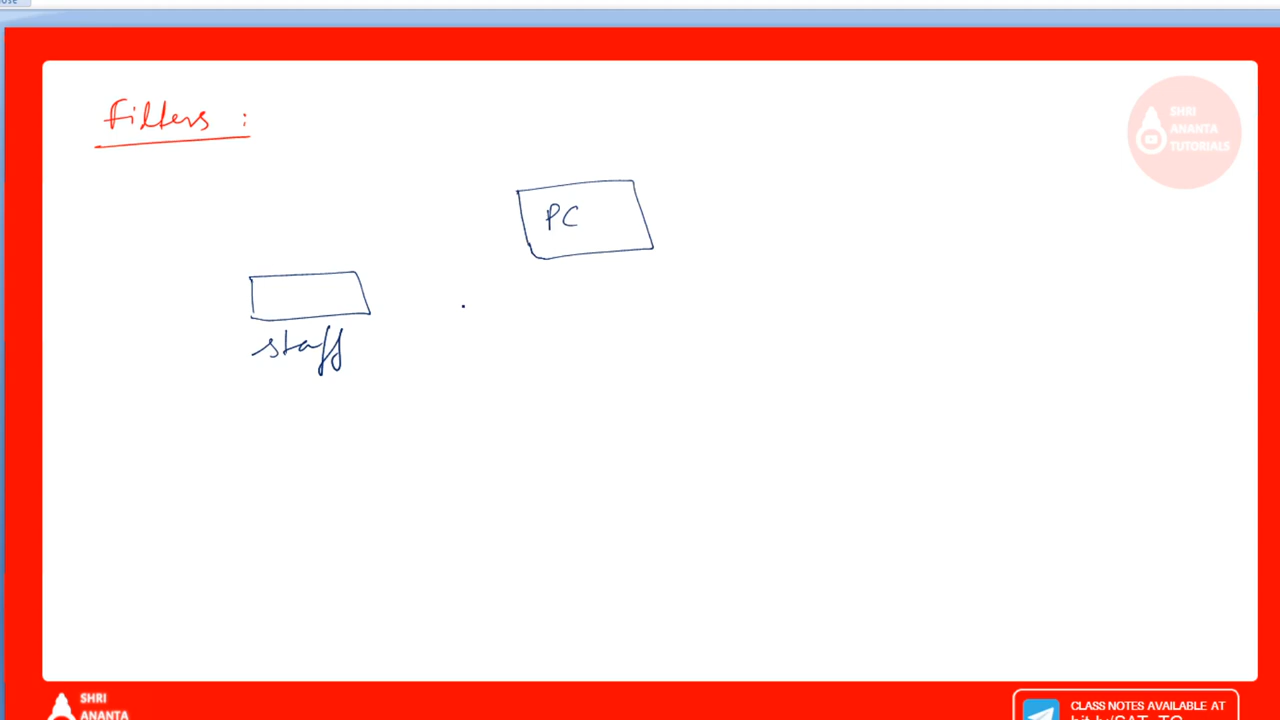 Filters :
SHRI
ANANTA
TUTORIALS
PC
staff
SHRI
ANANTA
CLASS NOTES AVAILABLE AT